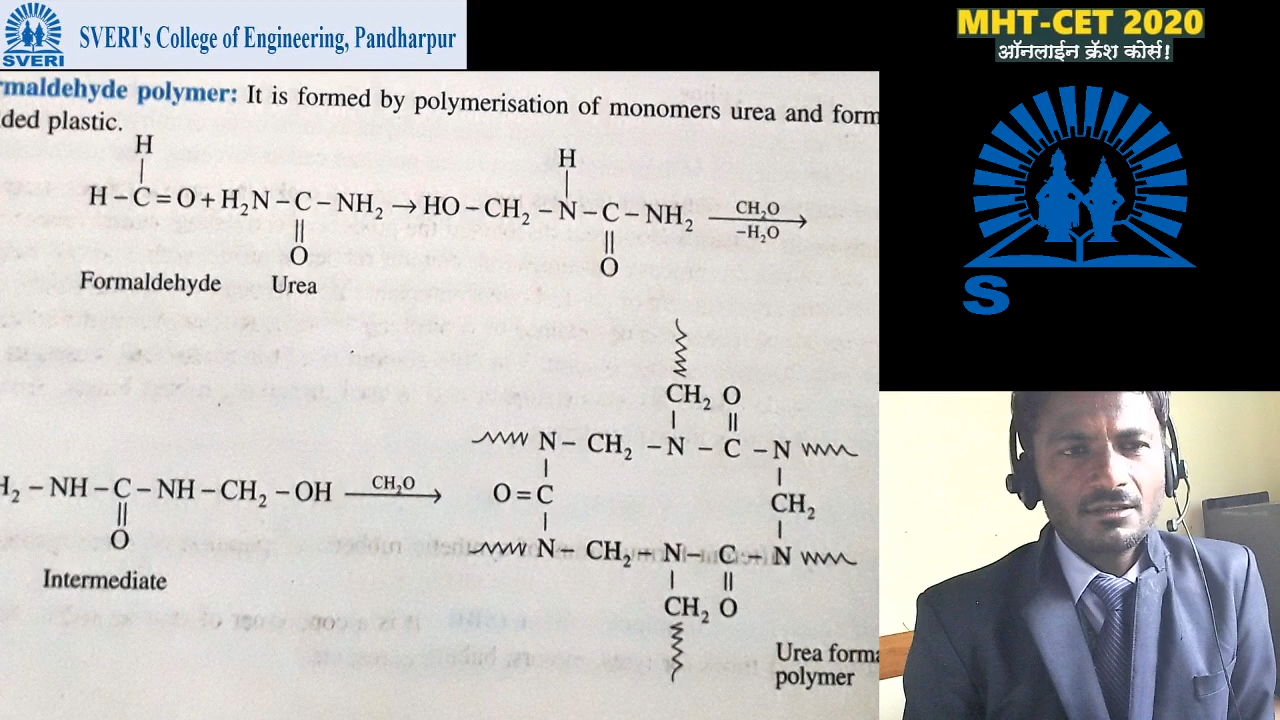 SVERI
SVERI's College of Engineering, Pandharpur
MHT-CET 2020
ऑनलाईन क्रॅश कोर्स!
S
rmaldehyde polymer: It is formed by polymerisation of monomers urea and form
ded plastic.
H
H
H – C = O + H₂N – C – NH₂ → HO – CH₂ – N – C – NH₂ CH₂O
–H₂O
O
O
Formaldehyde Urea
CH₂ O
N – CH₂ – N – C – N
H₂ – NH – C – NH – CH₂ – OH CH₂O O = C CH₂
O
N – CH₂ – N – C – N
Intermediate
CH₂ O
Urea forma
polymer